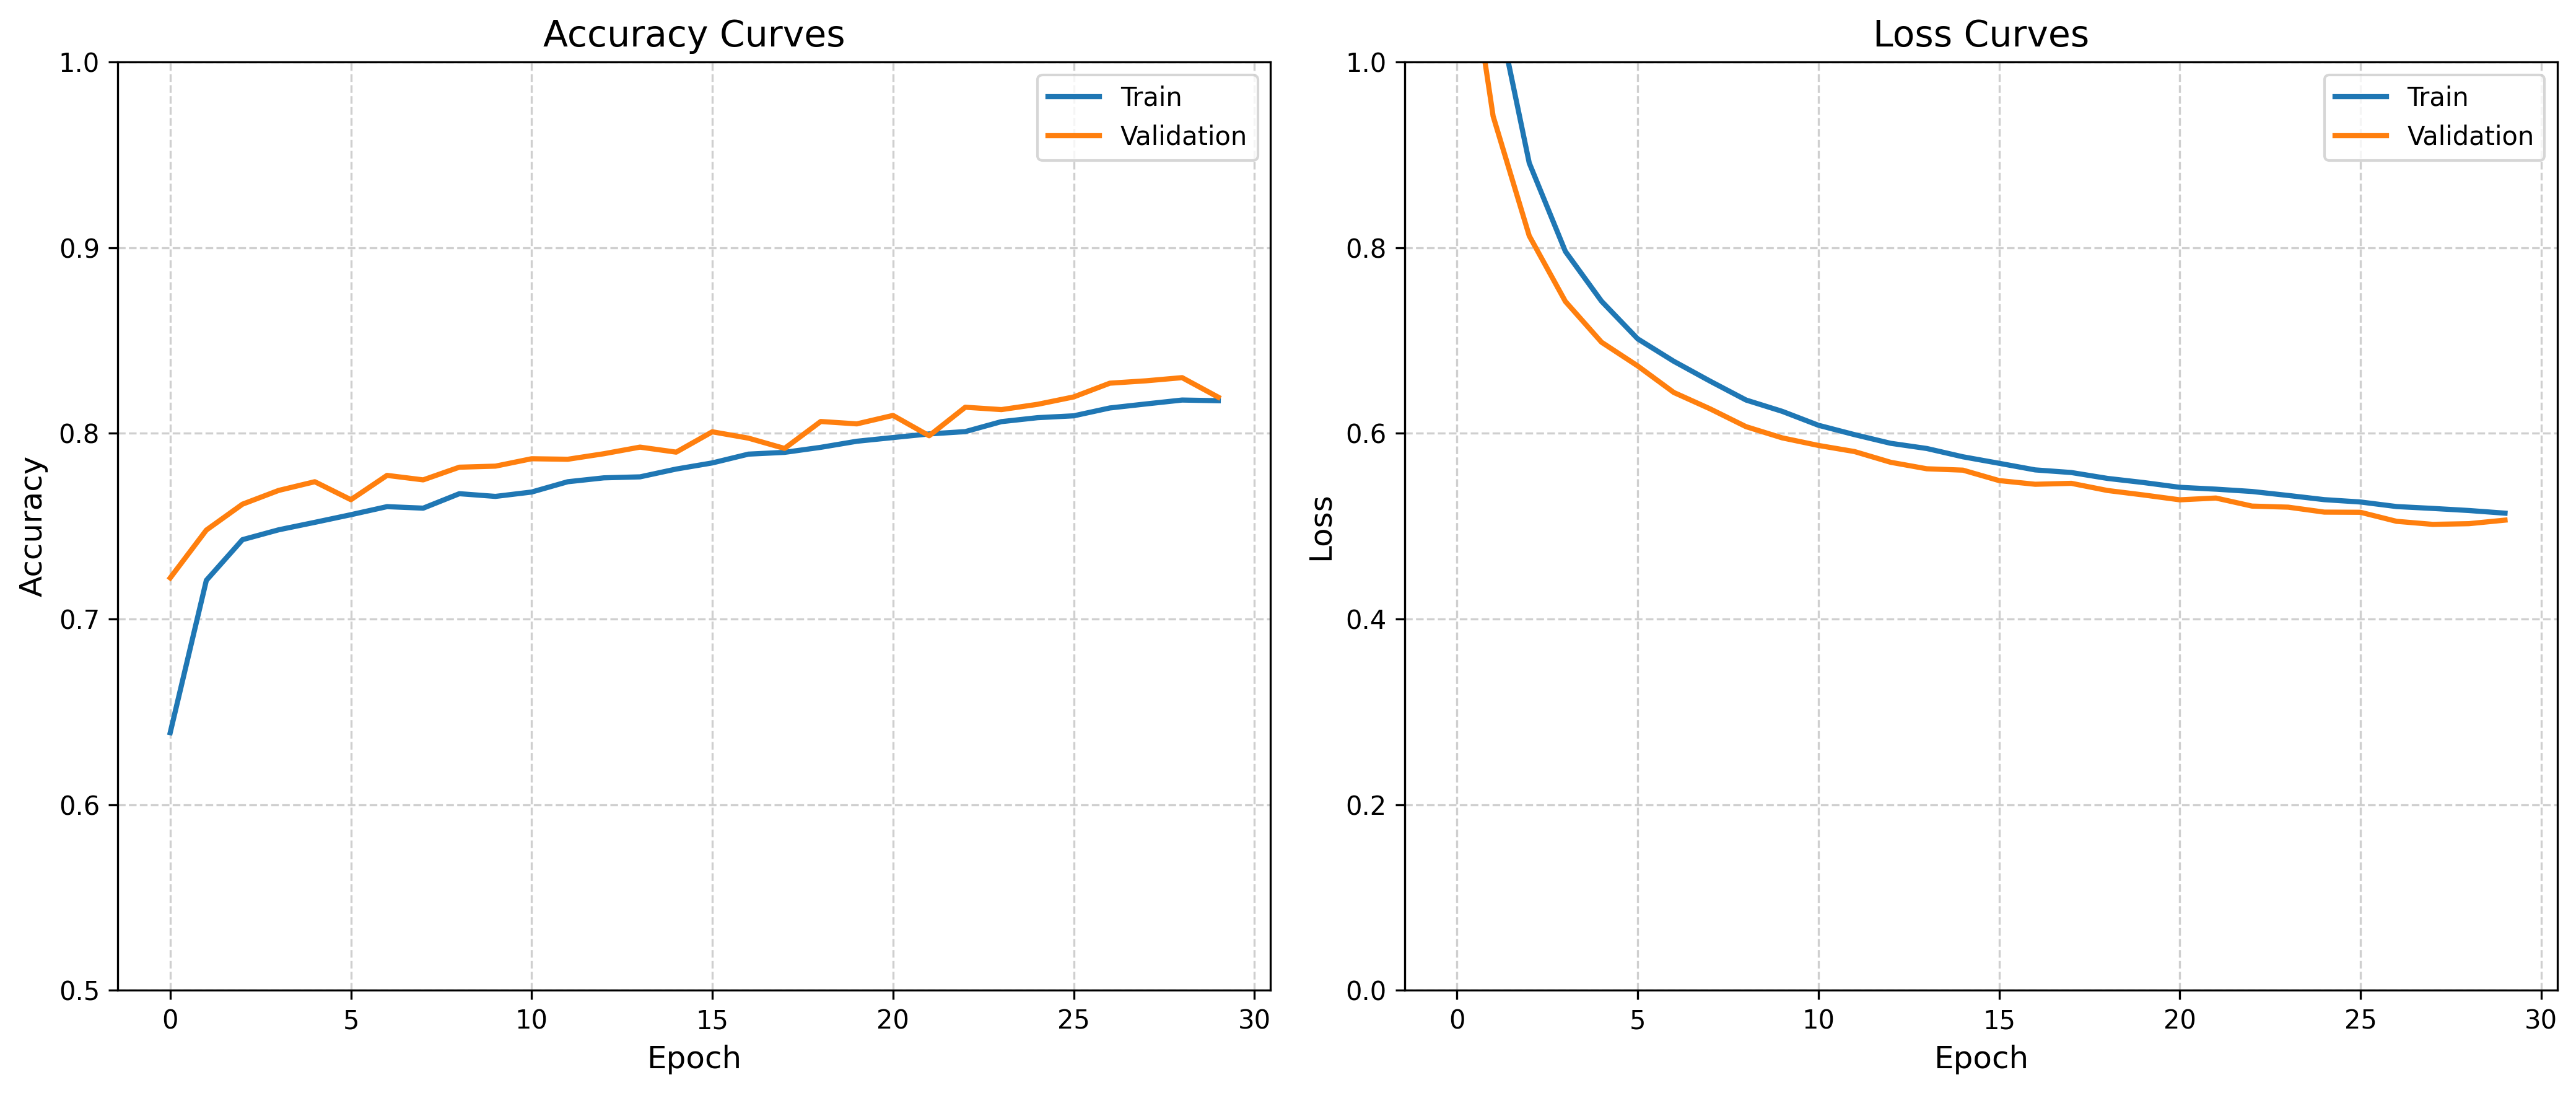 Accuracy Curves
1.0
0.9
0.8
0.7
0.6
0.5
Accuracy
0 5 10 15 20 25 30
Epoch
Train
Validation
Loss Curves
1.0
0.8
0.6
0.4
0.2
0.0
Loss
0 5 10 15 20 25 30
Epoch
Train
Validation